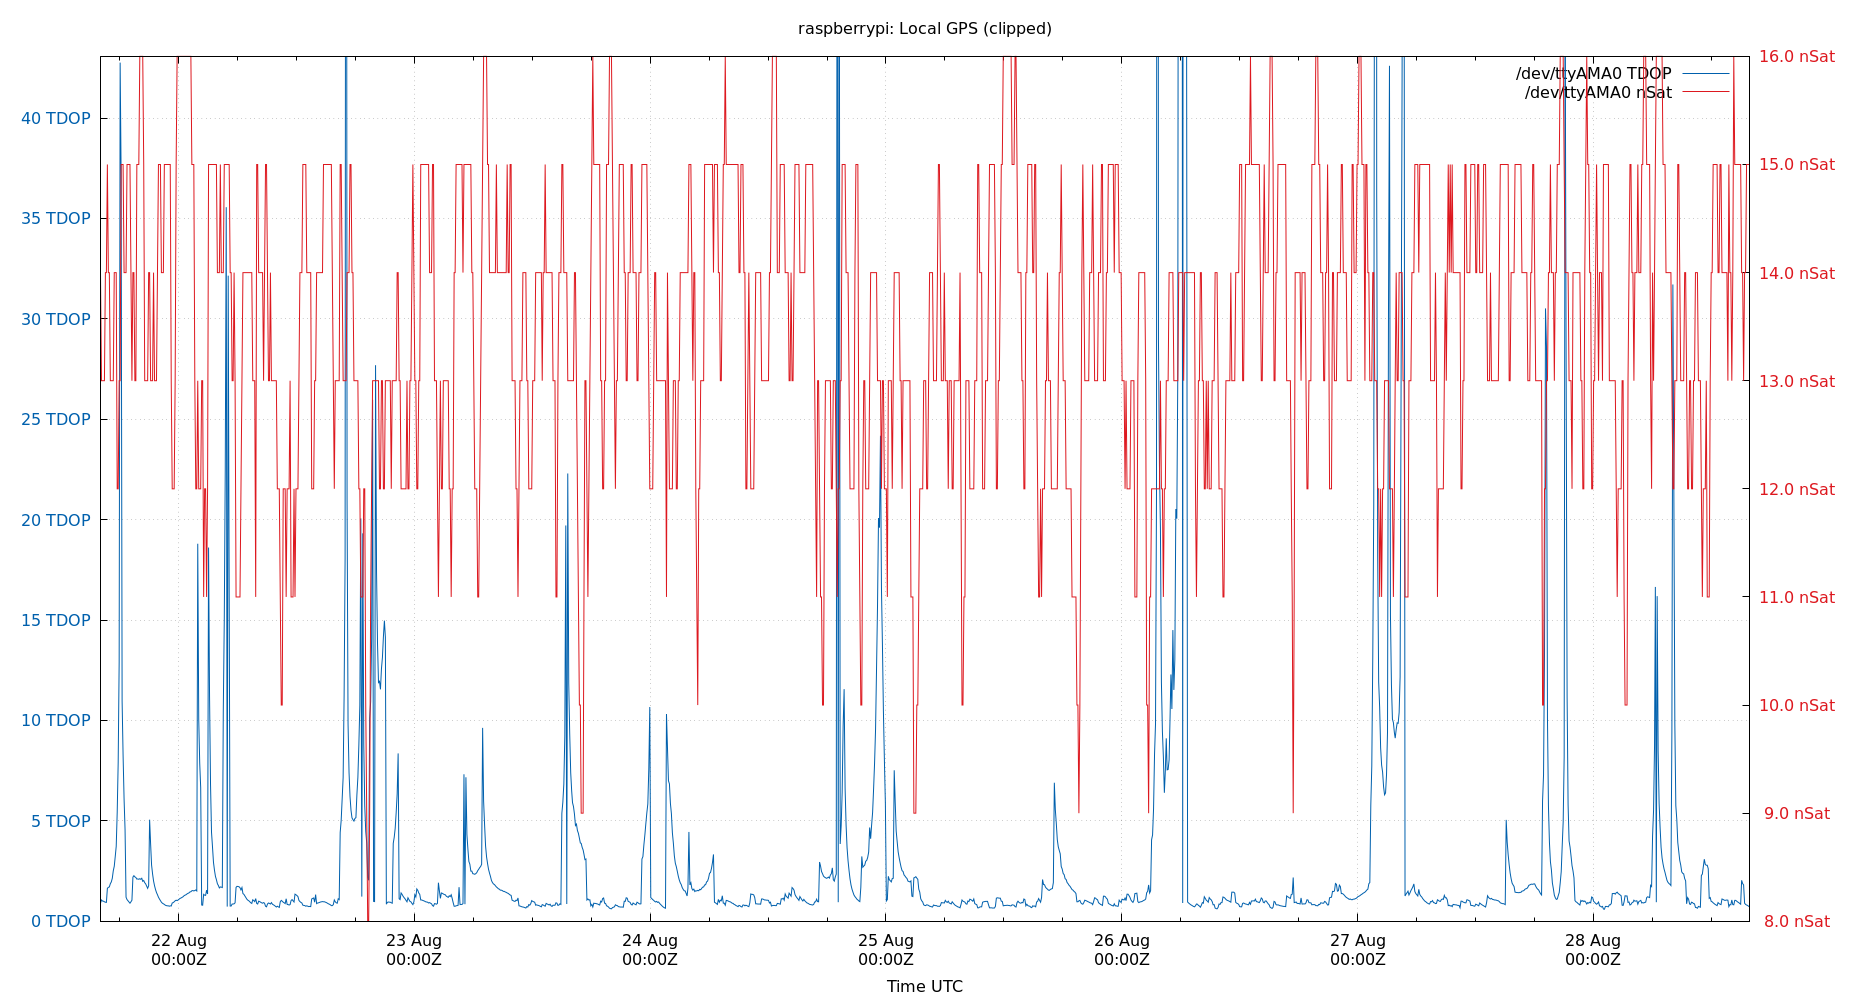 raspberrypi: Local GPS (clipped)
/dev/ttyAMA0 TDOP
/dev/ttyAMA0 nSat
40 TDOP
35 TDOP
30 TDOP
25 TDOP
20 TDOP
15 TDOP
10 TDOP
5 TDOP
0 TDOP
16.0 nSat
15.0 nSat
14.0 nSat
13.0 nSat
12.0 nSat
11.0 nSat
10.0 nSat
9.0 nSat
8.0 nSat
22 Aug
00:00Z
23 Aug
00:00Z
24 Aug
00:00Z
25 Aug
00:00Z
26 Aug
00:00Z
27 Aug
00:00Z
28 Aug
00:00Z
Time UTC